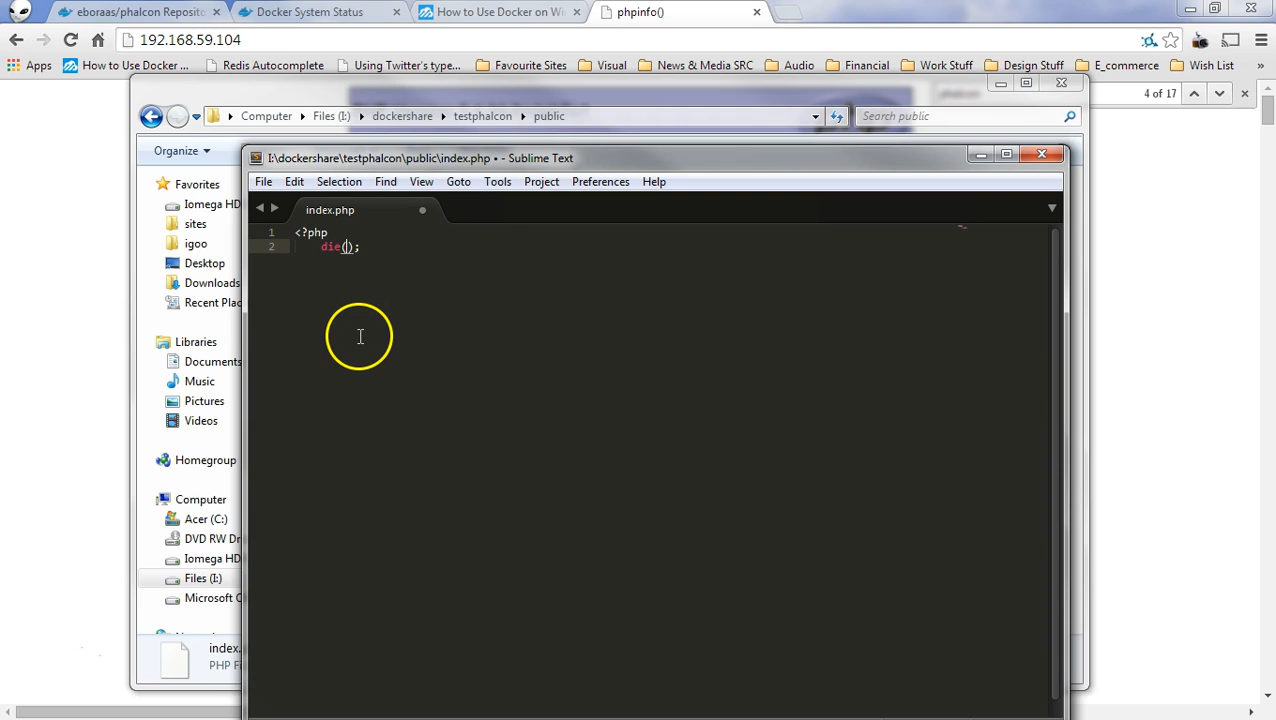 eboraas/phalcon Reposito
Docker System Status
How to Use Docker on Win
phpinfo()
192.168.59.104
Apps
How to Use Docker ...
Redis Autocomplete
Using Twitter's type...
Favourite Sites
Visual
News & Media SRC
Audio
Financial
Work Stuff
Design Stuff
E_commerce
Wish List
»
4 of 17
Computer
Files (I:)
dockershare
testphalcon
public
Search public
Organize
I:\dockershare\testphalcon\public\index.php • - Sublime Text
File Edit Selection Find View Goto Tools Project Preferences Help
index.php
1 <?php
2 die();
Favorites
Iomega HD
sites
igoo
Desktop
Downloads
Recent Plac
Libraries
Documents
Music
Pictures
Videos
Homegroup
Computer
Acer (C:)
DVD RW Dr
Iomega HD
Files (I:)
Microsoft C
index.
PHP Fi